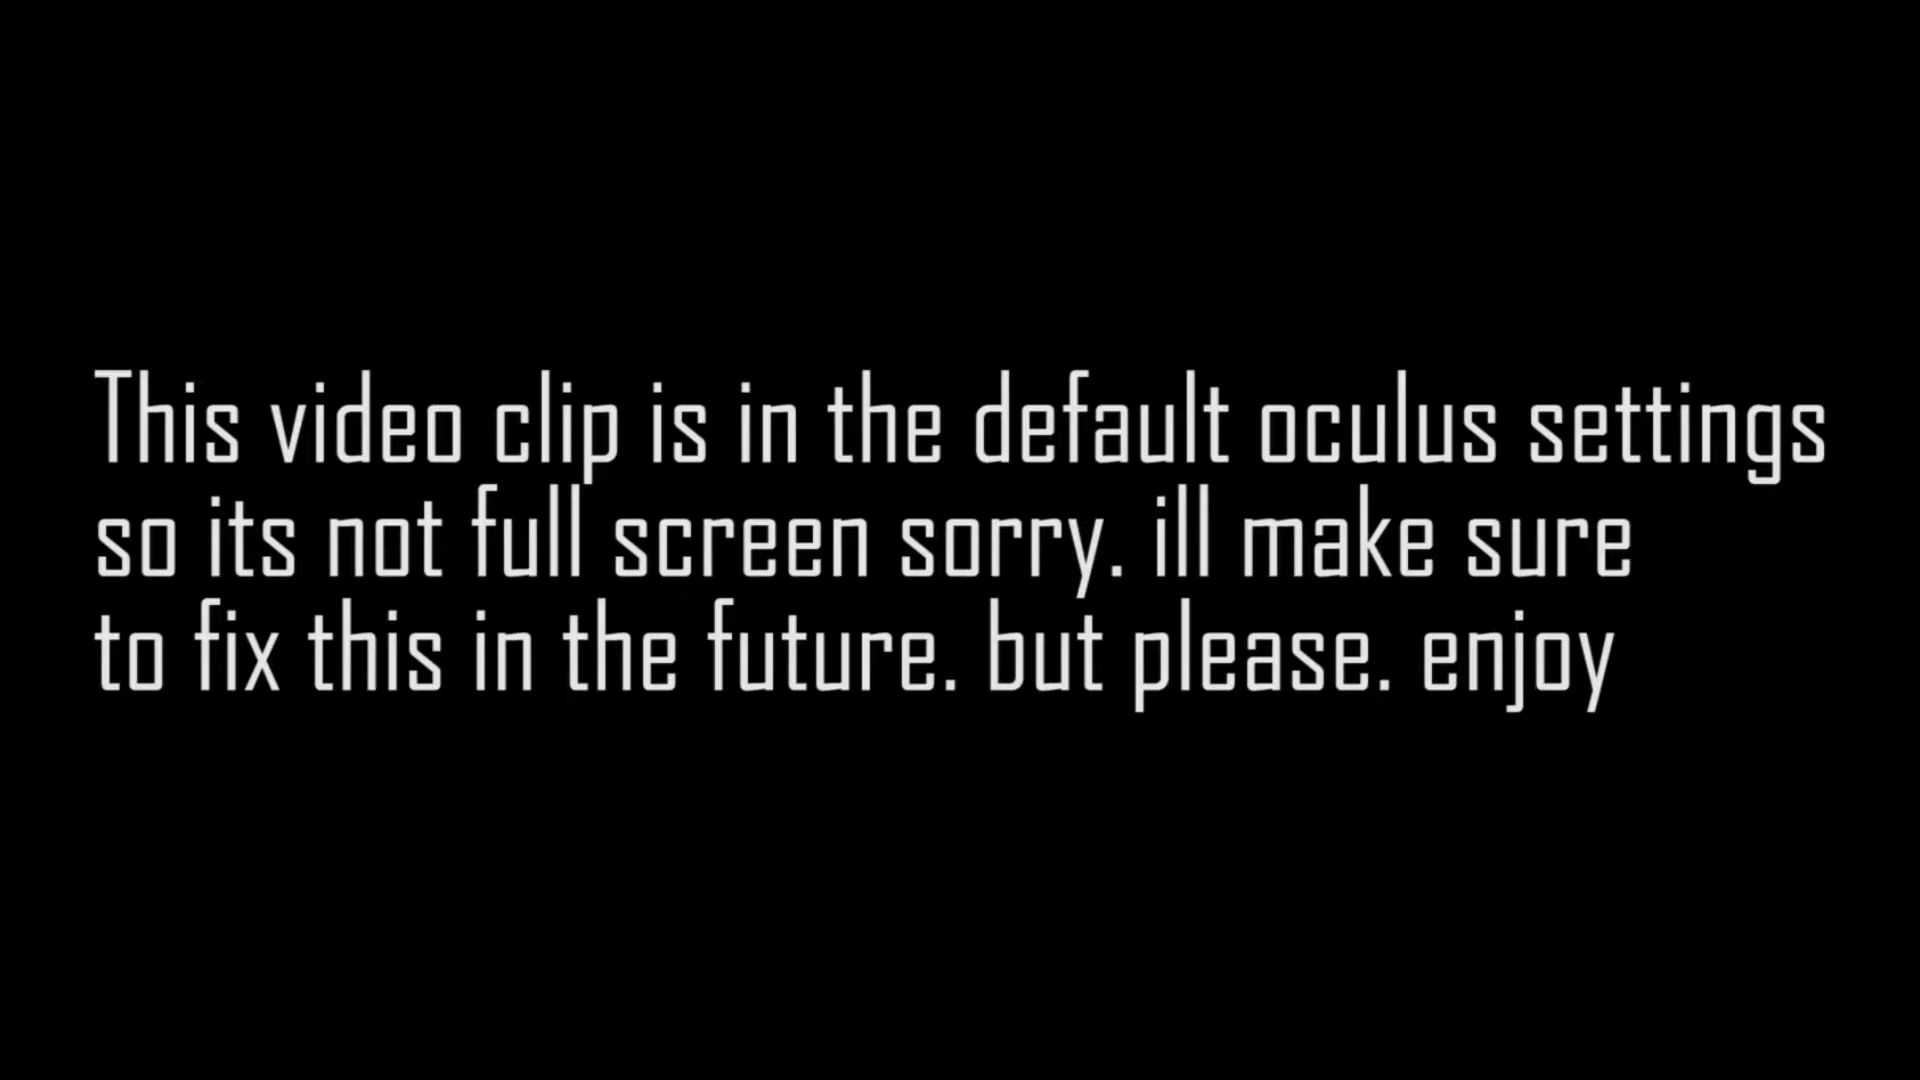 This video clip is in the default oculus settings
so its not full screen sorry. ill make sure
to fix this in the future. but please. enjoy